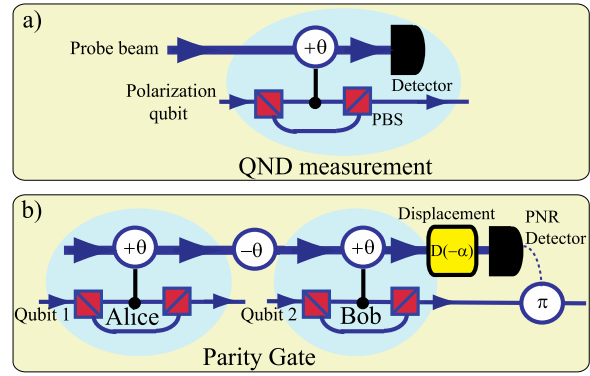 a)
Probe beam
+θ
Detector
Polarization
qubit
PBS
QND measurement
b)
Displacement
PNR
Detector
+θ
−θ
+θ
D(−α)
π
Qubit 1
Alice
Qubit 2
Bob
Parity Gate